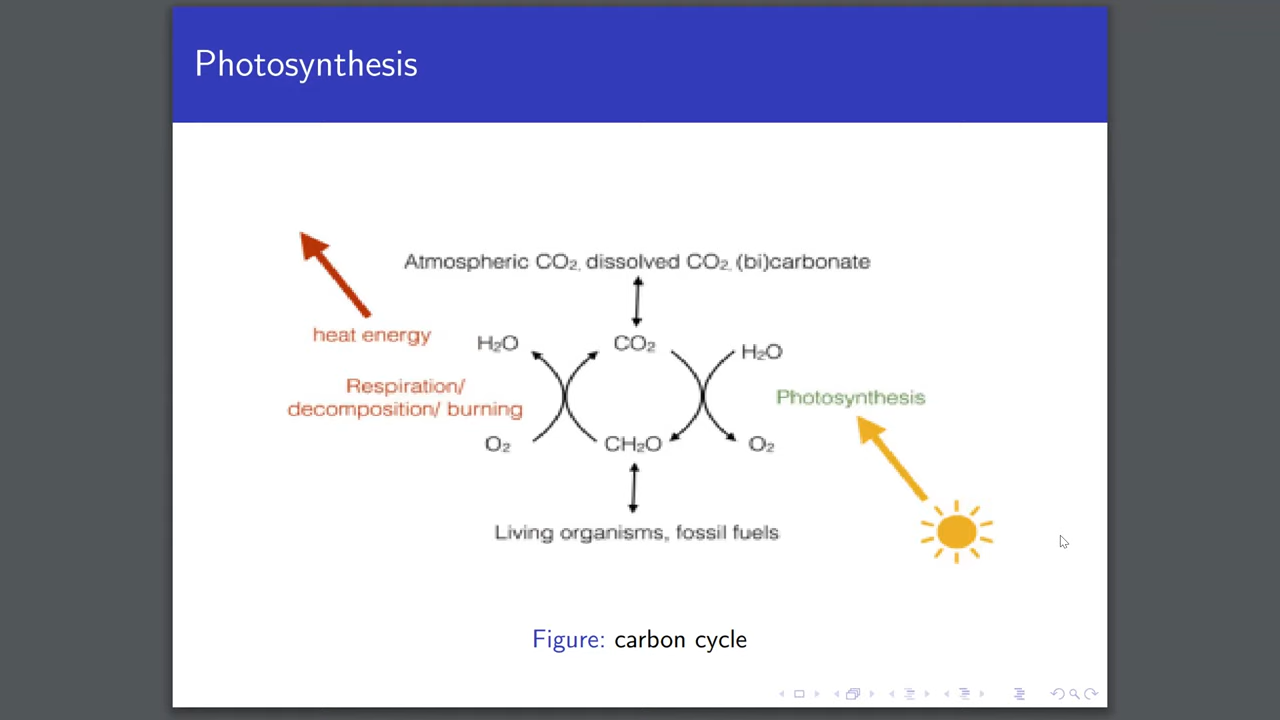 Photosynthesis
Atmospheric CO₂, dissolved CO₂, (bi)carbonate
heat energy
H₂O
CO₂
H₂O
Respiration/
decomposition/ burning
Photosynthesis
O₂
CH₂O
O₂
Living organisms, fossil fuels
Figure: carbon cycle